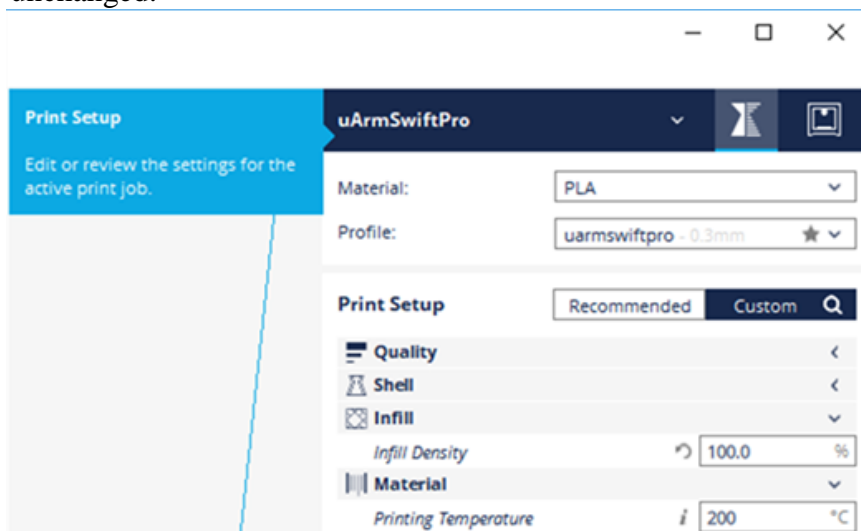 unchanged.
Print Setup
Edit or review the settings for the
active print job.
uArmSwiftPro
Material:
PLA
Profile:
uarmswiftpro - 0.3mm
Print Setup
Recommended
Custom
Quality
Shell
Infill
Infill Density
100.0
%
Material
Printing Temperature
i
200
°C